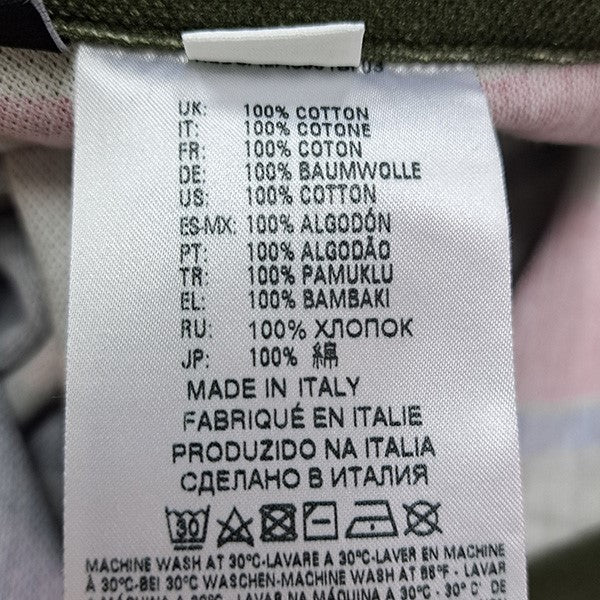 UK: 100% COTTON
IT: 100% COTONE
FR: 100% COTON
DE: 100% BAUMWOLLE
US: 100% COTTON
ES-MX: 100% ALGODÓN
PT: 100% ALGODÃO
TR: 100% PAMUKLU
EL: 100% BAMBAKI
RU: 100% ХЛОПОК
JP: 100% 綿
MADE IN ITALY
FABRIQUÉ EN ITALIE
PRODUZIDO NA ITALIA
СДЕЛАНО В ИТАЛИЯ
30
MACHINE WASH AT 30°C-LAVARE A 30°C-LAVER EN MACHINE
À 30°C-BEI 30°C WASCHEN-MACHINE WASH AT 86°F - LAVAR